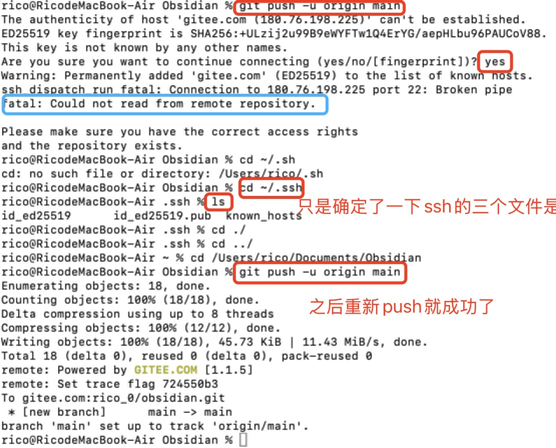 rico@RicodeMacBook-Air Obsidian % git push -u origin main
The authenticity of host 'gitee.com (180.76.198.225)' can't be established.
ED25519 key fingerprint is SHA256:+ULzij2u99B9eWYFTw1Q4ErYG/aepHLbu96PAUCoV88.
This key is not known by any other names.
Are you sure you want to continue connecting (yes/no/[fingerprint])? yes
Warning: Permanently added 'gitee.com' (ED25519) to the list of known hosts.
ssh_dispatch_run_fatal: Connection to 180.76.198.225 port 22: Broken pipe
fatal: Could not read from remote repository.
Please make sure you have the correct access rights
and the repository exists.
rico@RicodeMacBook-Air Obsidian % cd ~/.sh
cd: no such file or directory: /Users/rico/.sh
rico@RicodeMacBook-Air Obsidian % cd ~/.ssh
rico@RicodeMacBook-Air .ssh % ls
只是确定了一下ssh的三个文件是
id_ed25519 id_ed25519.pub known_hosts
rico@RicodeMacBook-Air .ssh % cd ./
rico@RicodeMacBook-Air .ssh % cd ../
rico@RicodeMacBook-Air ~ % cd /Users/rico/Documents/Obsidian
rico@RicodeMacBook-Air Obsidian % git push -u origin main
Enumerating objects: 18, done.
Counting objects: 100% (18/18), done.
之后重新push就成功了
Delta compression using up to 8 threads
Compressing objects: 100% (12/12), done.
Writing objects: 100% (18/18), 45.73 KiB | 11.43 MiB/s, done.
Total 18 (delta 0), reused 0 (delta 0), pack-reused 0
remote: Powered by GITEE.COM [1.1.5]
remote: Set trace flag 724550b3
To gitee.com:rico_0/obsidian.git
* [new branch] main -> main
branch 'main' set up to track 'origin/main'.
rico@RicodeMacBook-Air Obsidian %